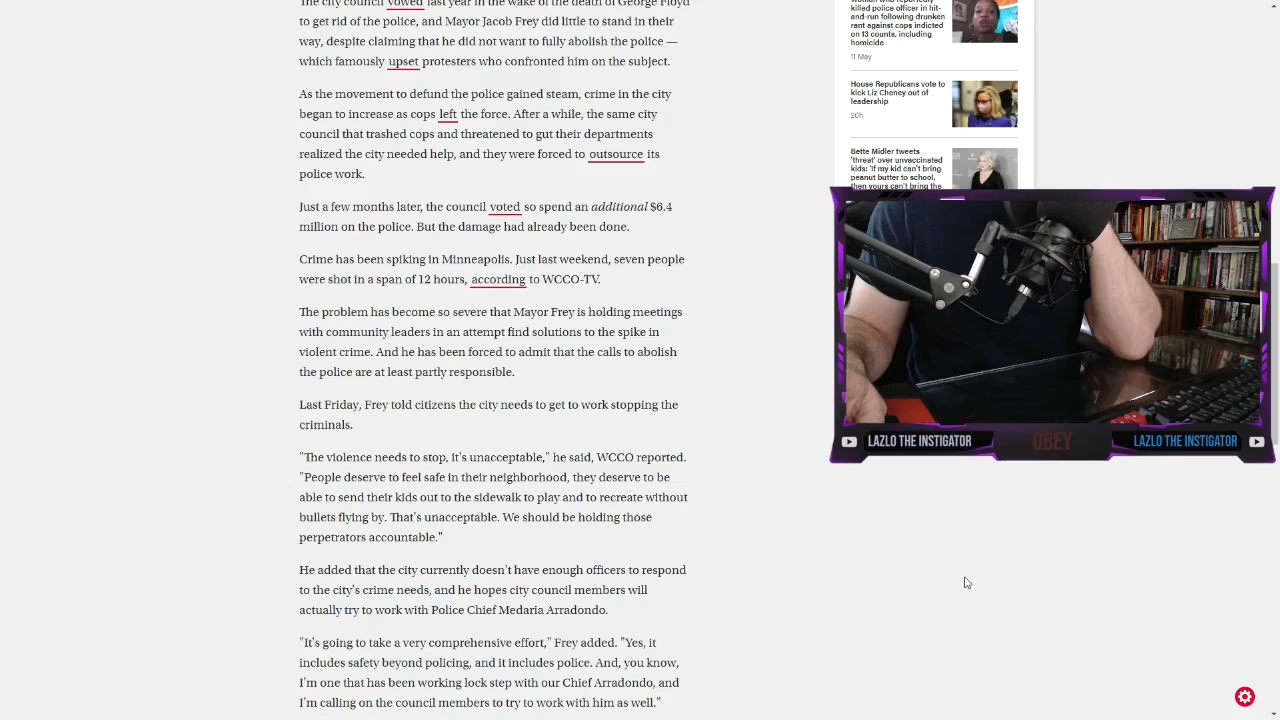 The city council vowed last year in the wake of the death of George Floyd
to get rid of the police, and Mayor Jacob Frey did little to stand in their
way, despite claiming that he did not want to fully abolish the police —
which famously upset protesters who confronted him on the subject.
As the movement to defund the police gained steam, crime in the city
began to increase as cops left the force. After a while, the same city
council that trashed cops and threatened to gut their departments
realized the city needed help, and they were forced to outsource its
police work.
Just a few months later, the council voted so spend an additional $6.4
million on the police. But the damage had already been done.
Crime has been spiking in Minneapolis. Just last weekend, seven people
were shot in a span of 12 hours, according to WCCO-TV.
The problem has become so severe that Mayor Frey is holding meetings
with community leaders in an attempt find solutions to the spike in
violent crime. And he has been forced to admit that the calls to abolish
the police are at least partly responsible.
Last Friday, Frey told citizens the city needs to get to work stopping the
criminals.
"The violence needs to stop, it's unacceptable," he said, WCCO reported.
"People deserve to feel safe in their neighborhood, they deserve to be
able to send their kids out to the sidewalk to play and to recreate without
bullets flying by. That's unacceptable. We should be holding those
perpetrators accountable."
He added that the city currently doesn't have enough officers to respond
to the city's crime needs, and he hopes city council members will
actually try to work with Police Chief Medaria Arradondo.
"It's going to take a very comprehensive effort," Frey added. "Yes, it
includes safety beyond policing, and it includes police. And, you know,
I'm one that has been working lock step with our Chief Arradondo, and
I'm calling on the council members to try to work with him as well."
Woman who reportedly
killed police officer in hit-
and-run following drunken
rant against cops indicted
on 13 counts, including
homicide
11 May
House Republicans vote to
kick Liz Cheney out of
leadership
20h
Bette Midler tweets
'threat' over unvaccinated
kids: 'If my kid can't bring
peanut butter to school,
then yours can't bring the
LAZLO THE INSTIGATOR
OBEY
LAZLO THE INSTIGATOR